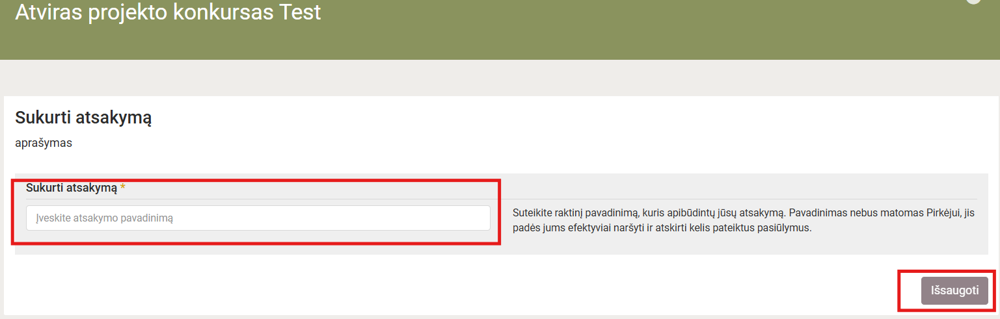 Atviras projekto konkursas Test
Sukurti atsakymą
aprašymas
Sukurti atsakymą *
Įveskite atsakymo pavadinimą
Suteikite raktinį pavadinimą, kuris apibūdintų jūsų atsakymą. Pavadinimas nebus matomas Pirkėjui, jis
padės jums efektyviai naršyti ir atskirti kelis pateiktus pasiūlymus.
Išsaugoti